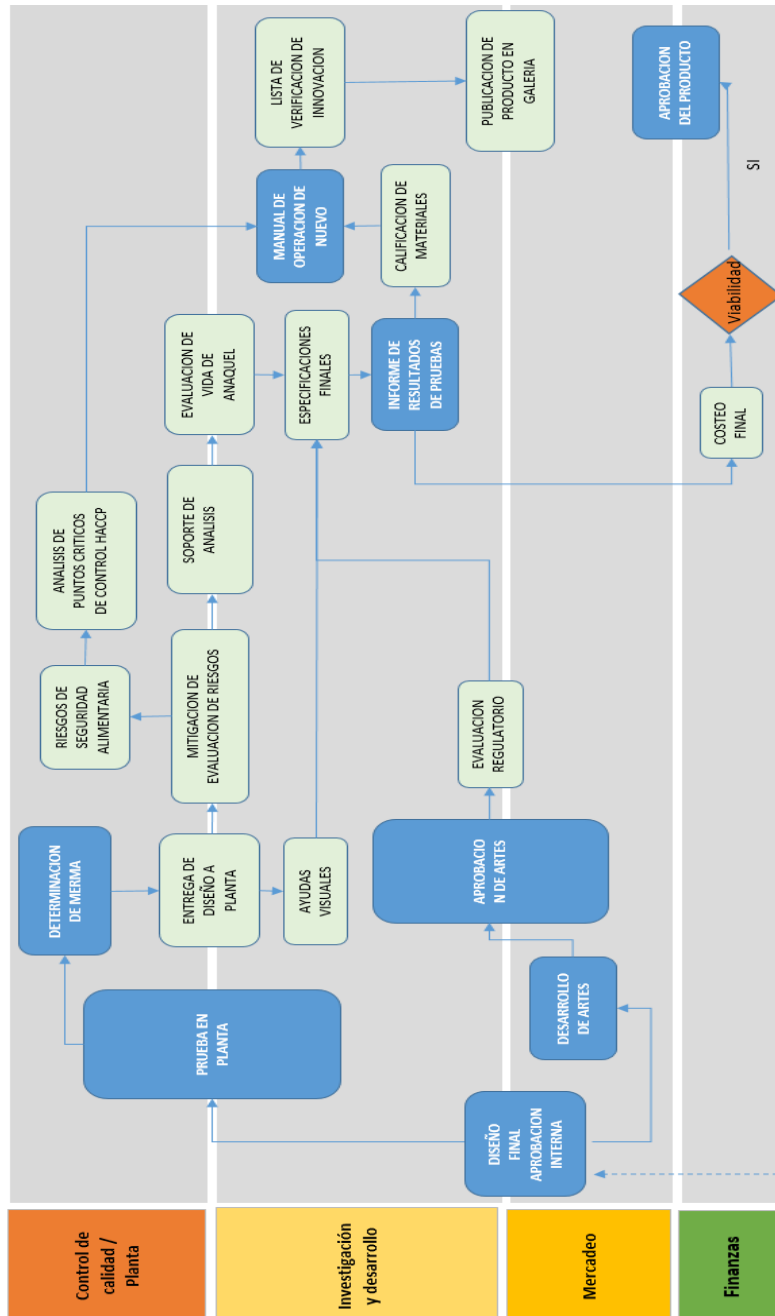 Control de
calidad /
Planta
Investigación
y desarrollo
Mercadeo
Finanzas
DISEÑO
FINAL
APROBACION
INTERNA
PRUEBA EN
PLANTA
DETERMINACION
DE MERMA
ENTREGA DE
DISEÑO A
PLANTA
AYUDAS
VISUALES
DESARROLLO
DE ARTES
APROBACIO
N DE ARTES
EVALUACION
REGULATORIO
MITIGACION DE
EVALUACION DE RIESGOS
RIESGOS DE
SEGURIDAD
ALIMENTARIA
ANALISIS DE
PUNTOS CRITICOS
DE CONTROL HACCP
SOPORTE DE
ANALISIS
EVALUACION DE
VIDA DE
ANAQUEL
ESPECIFICACIONES
FINALES
INFORME DE
RESULTADOS
DE PRUEBAS
CALIFICACION DE
MATERIALES
MANUAL DE
OPERACION DE
NUEVO
LISTA DE
VERIFICACION DE
INNOVACION
PUBLICACION DE
PRODUCTO EN
GALERIA
COSTEO
FINAL
Viabilidad
SI
APROBACION
DEL PRODUCTO